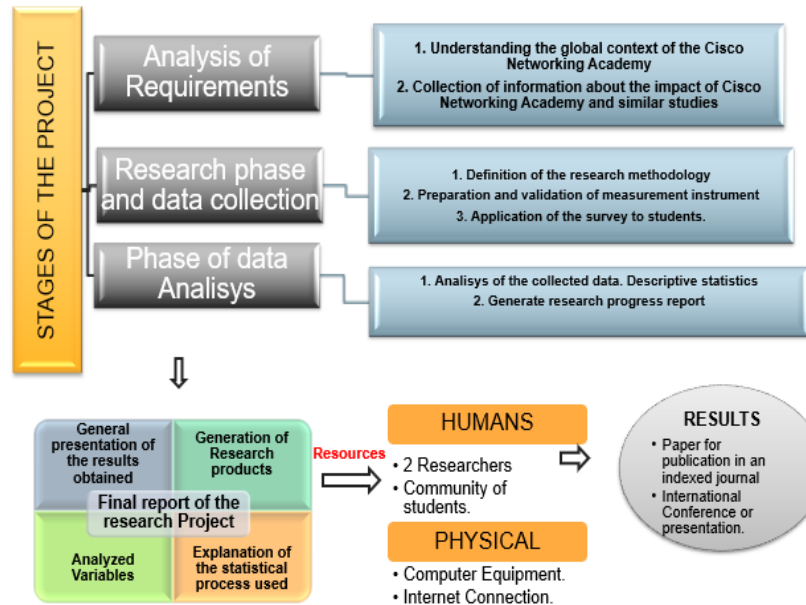 STAGES OF THE PROJECT
Analysis of
Requirements
1. Understanding the global context of the Cisco
Networking Academy
2. Collection of information about the impact of Cisco
Networking Academy and similar studies
Research phase
and data collection
1. Definition of the research methodology
2. Preparation and validation of measurement instrument
3. Application of the survey to students.
Phase of data
Analisys
1. Analisys of the collected data. Descriptive statistics
2. Generate research progress report
General
presentation of
the results
obtained
Generation of
Research
products
Final report of the
research Project
Analyzed
Variables
Explanation of
the statistical
process used
Resources
HUMANS
• 2 Researchers
• Community of
students.
PHYSICAL
• Computer Equipment.
• Internet Connection.
RESULTS
• Paper for
publication in an
indexed journal
• International
Conference or
presentation.